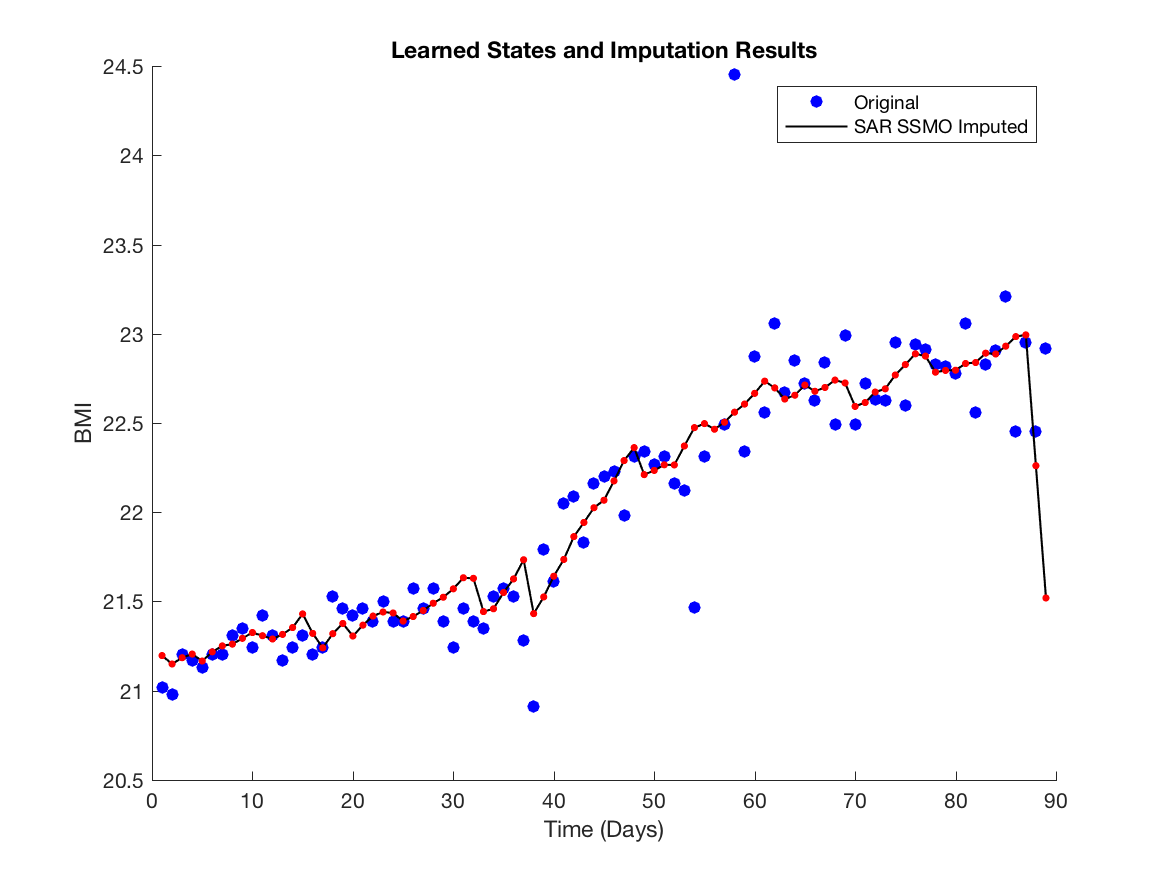 Learned States and Imputation Results
24.5
24
23.5
23
22.5
22
21.5
21
20.5
BMI
Original
SAR SSMO Imputed
0 10 20 30 40 50 60 70 80 90
Time (Days)